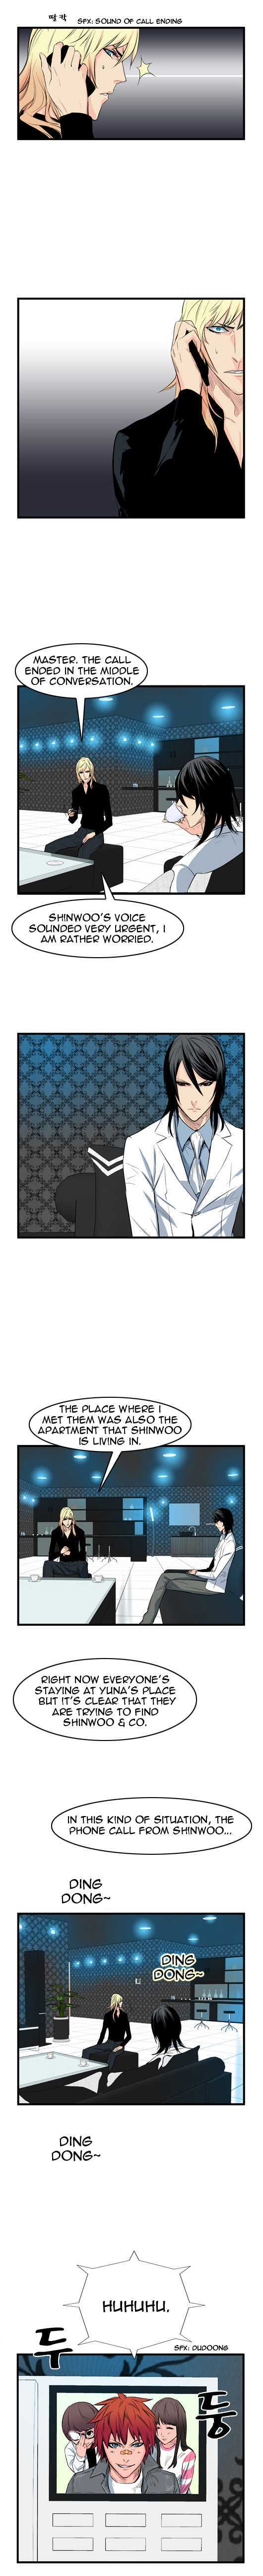 딸칵 SFX: SOUND OF CALL ENDING
MASTER. THE CALL
ENDED IN THE MIDDLE
OF CONVERSATION.
SHINWOO'S VOICE
SOUNDED VERY URGENT, I
AM RATHER WORRIED.
THE PLACE WHERE I
MET THEM WAS ALSO THE
APARTMENT THAT SHINWOO
IS LIVING IN.
RIGHT NOW EVERYONE'S
STAYING AT YUNA'S PLACE
BUT IT'S CLEAR THAT THEY
ARE TRYING TO FIND
SHINWOO & CO.
IN THIS KIND OF SITUATION, THE
PHONE CALL FROM SHINWOO...
DING
DONG~
DING
DONG~
DING
DONG~
HUHUHU.
SFX: DUDOONG
두
둥